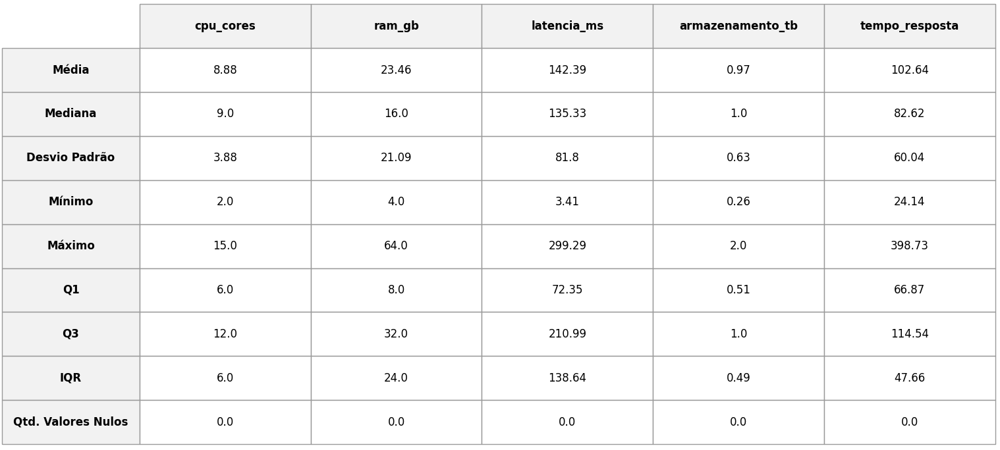 cpu_cores ram_gb latencia_ms armazenamento_tb tempo_resposta
Média 8.88 23.46 142.39 0.97 102.64
Mediana 9.0 16.0 135.33 1.0 82.62
Desvio Padrão 3.88 21.09 81.8 0.63 60.04
Mínimo 2.0 4.0 3.41 0.26 24.14
Máximo 15.0 64.0 299.29 2.0 398.73
Q1 6.0 8.0 72.35 0.51 66.87
Q3 12.0 32.0 210.99 1.0 114.54
IQR 6.0 24.0 138.64 0.49 47.66
Qtd. Valores Nulos 0.0 0.0 0.0 0.0 0.0